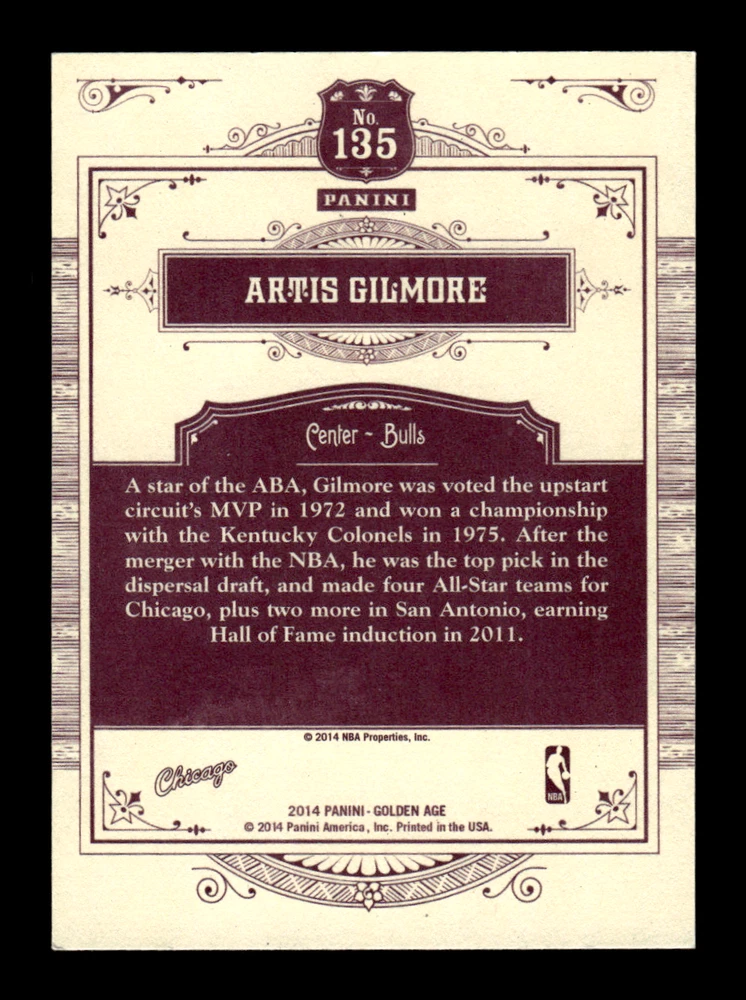 No.
135
PANINI
ARTIS GILMORE
Center ~ Bulls
A star of the ABA, Gilmore was voted the upstart
circuit's MVP in 1972 and won a championship
with the Kentucky Colonels in 1975. After the
merger with the NBA, he was the top pick in the
dispersal draft, and made four All-Star teams for
Chicago, plus two more in San Antonio, earning
Hall of Fame induction in 2011.
© 2014 NBA Properties, Inc.
Chicago
NBA
2014 PANINI - GOLDEN AGE
© 2014 Panini America, Inc. Printed in the USA.